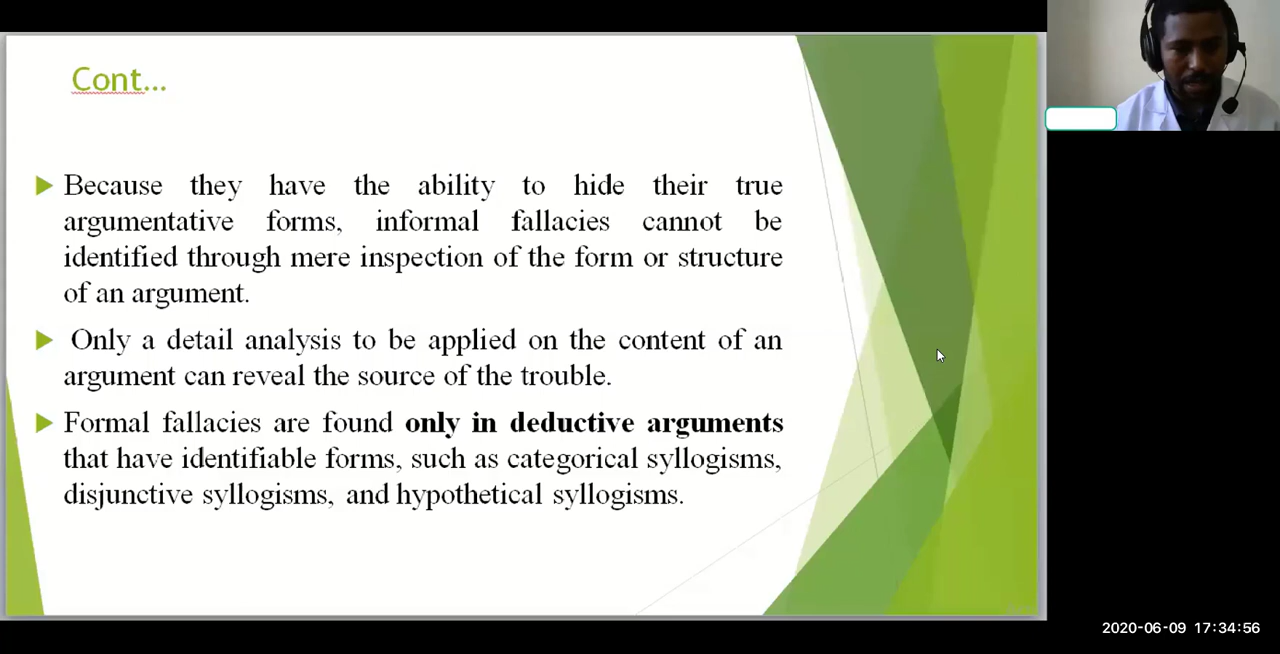 Cont...
Because they have the ability to hide their true
argumentative forms, informal fallacies cannot be
identified through mere inspection of the form or structure
of an argument.
Only a detail analysis to be applied on the content of an
argument can reveal the source of the trouble.
Formal fallacies are found only in deductive arguments
that have identifiable forms, such as categorical syllogisms,
disjunctive syllogisms, and hypothetical syllogisms.
2020-06-09 17:34:56